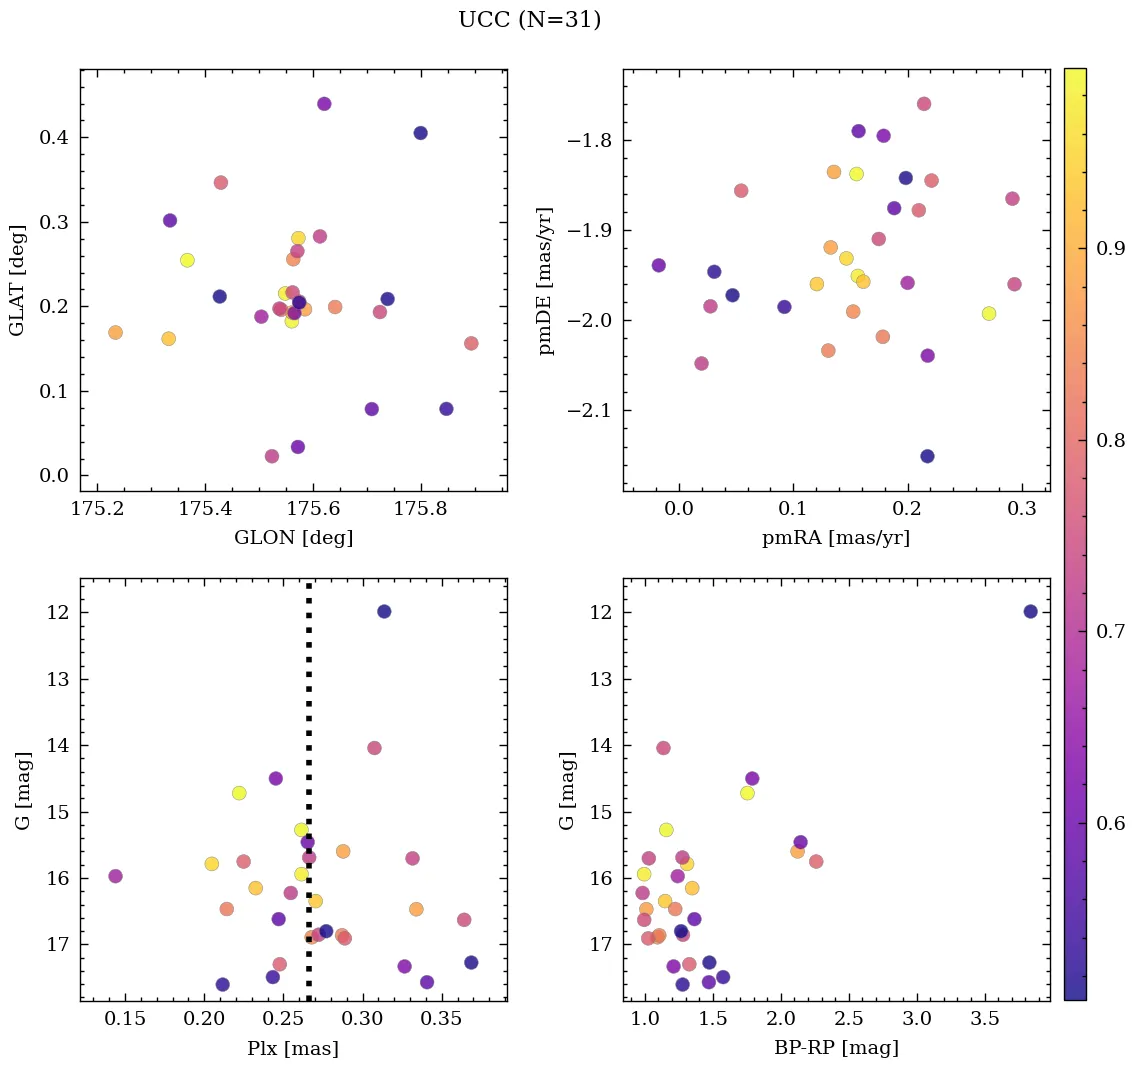 UCC (N=31)
0.4
0.3
0.2
0.1
0.0
GLAT [deg]
175.2 175.4 175.6 175.8
GLON [deg]
−1.8
−1.9
−2.0
−2.1
pmDE [mas/yr]
0.0 0.1 0.2 0.3
pmRA [mas/yr]
0.9
0.8
0.7
0.6
12
13
14
15
16
17
G [mag]
0.15 0.20 0.25 0.30 0.35
Plx [mas]
12
13
14
15
16
17
G [mag]
1.0 1.5 2.0 2.5 3.0 3.5
BP-RP [mag]